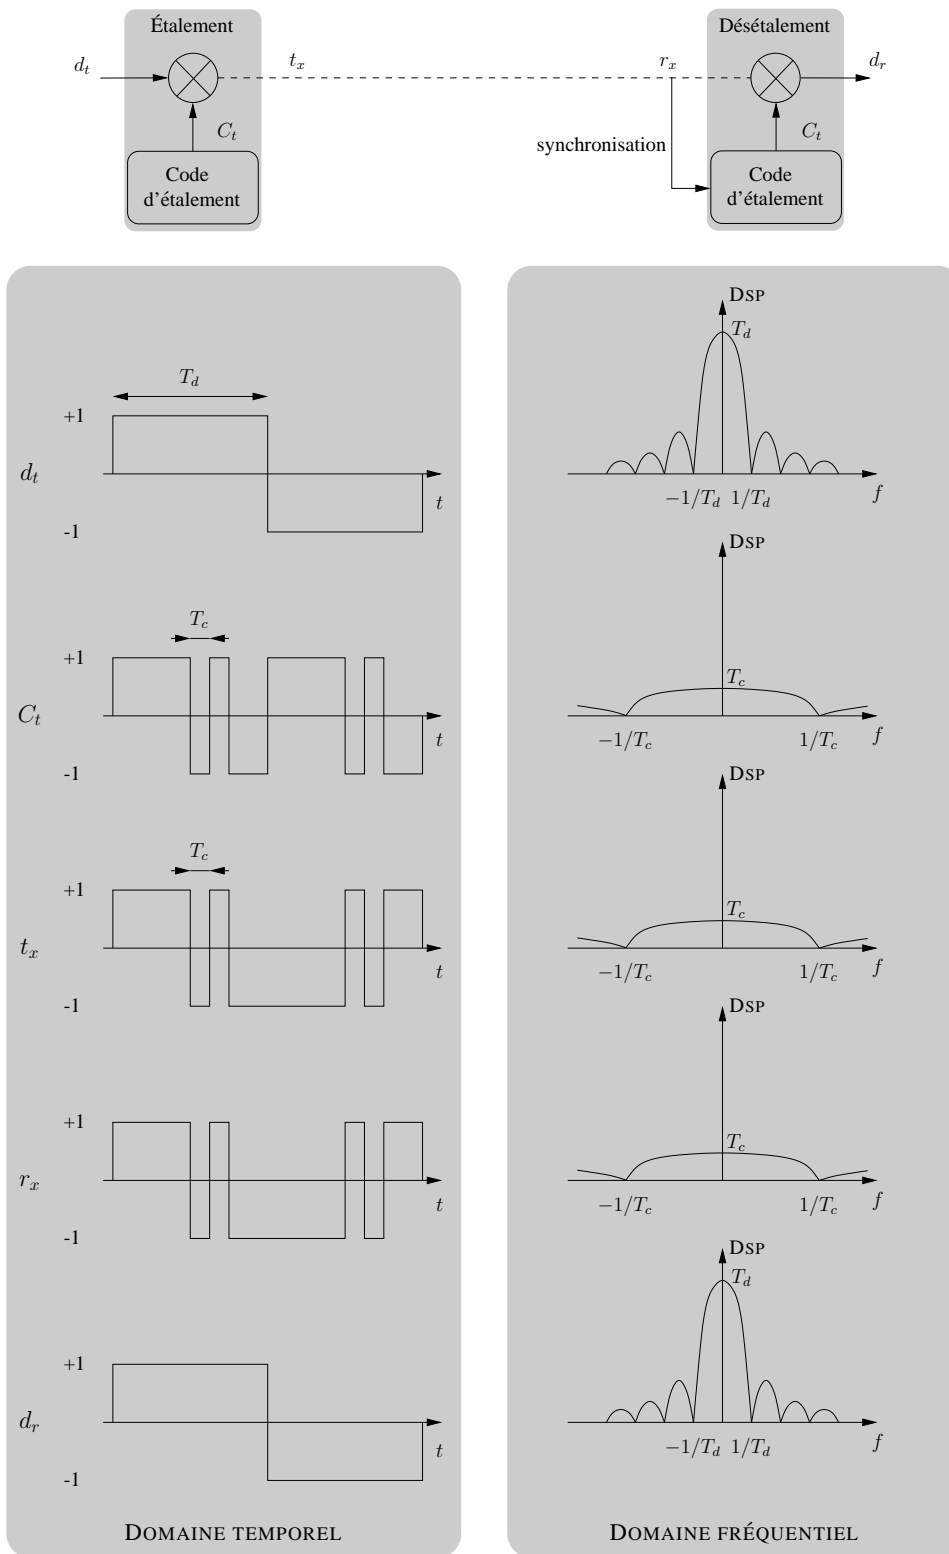 Étalement
Désétalement
d_t
t_x
r_x
d_r
C_t
C_t
synchronisation
Code
d'étalement
Code
d'étalement
T_d
+1
d_t
t
-1
DSP
T_d
−1/T_d
1/T_d
f
T_c
+1
C_t
t
-1
DSP
T_c
−1/T_c
1/T_c
f
T_c
+1
t_x
t
-1
DSP
T_c
−1/T_c
1/T_c
f
+1
r_x
t
-1
DSP
T_c
−1/T_c
1/T_c
f
+1
d_r
t
-1
DSP
T_d
−1/T_d
1/T_d
f
DOMAINE TEMPOREL
DOMAINE FRÉQUENTIEL